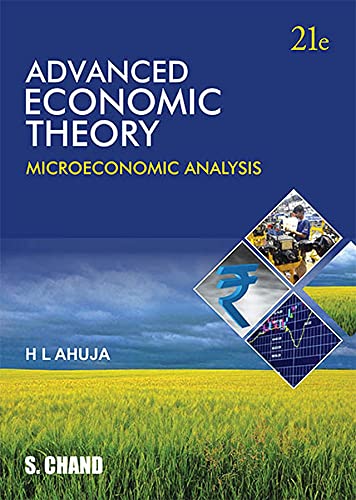 21e
ADVANCED
ECONOMIC
THEORY
MICROECONOMIC ANALYSIS
₹
H L AHUJA
S. CHAND